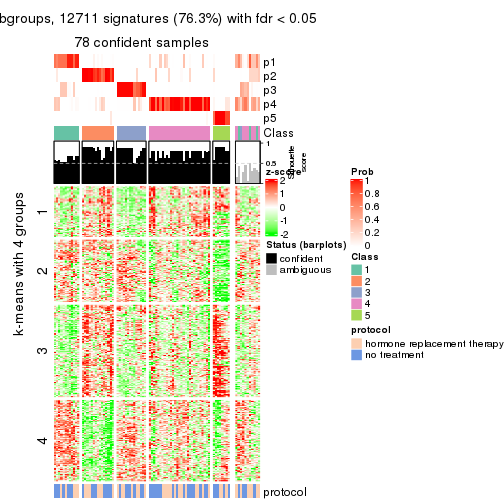 bgroups, 12711 signatures (76.3%) with fdr < 0.05
78 confident samples
p1
p2
p3
p4
p5
Class
1
0.5
0
Silhouette
score
z-score
2
1
0
-1
-2
Status (barplots)
confident
ambiguous
Prob
1
0.8
0.6
0.4
0.2
0
Class
1
2
3
4
5
protocol
hormone replacement therapy
no treatment
k-means with 4 groups
1
2
3
4
protocol